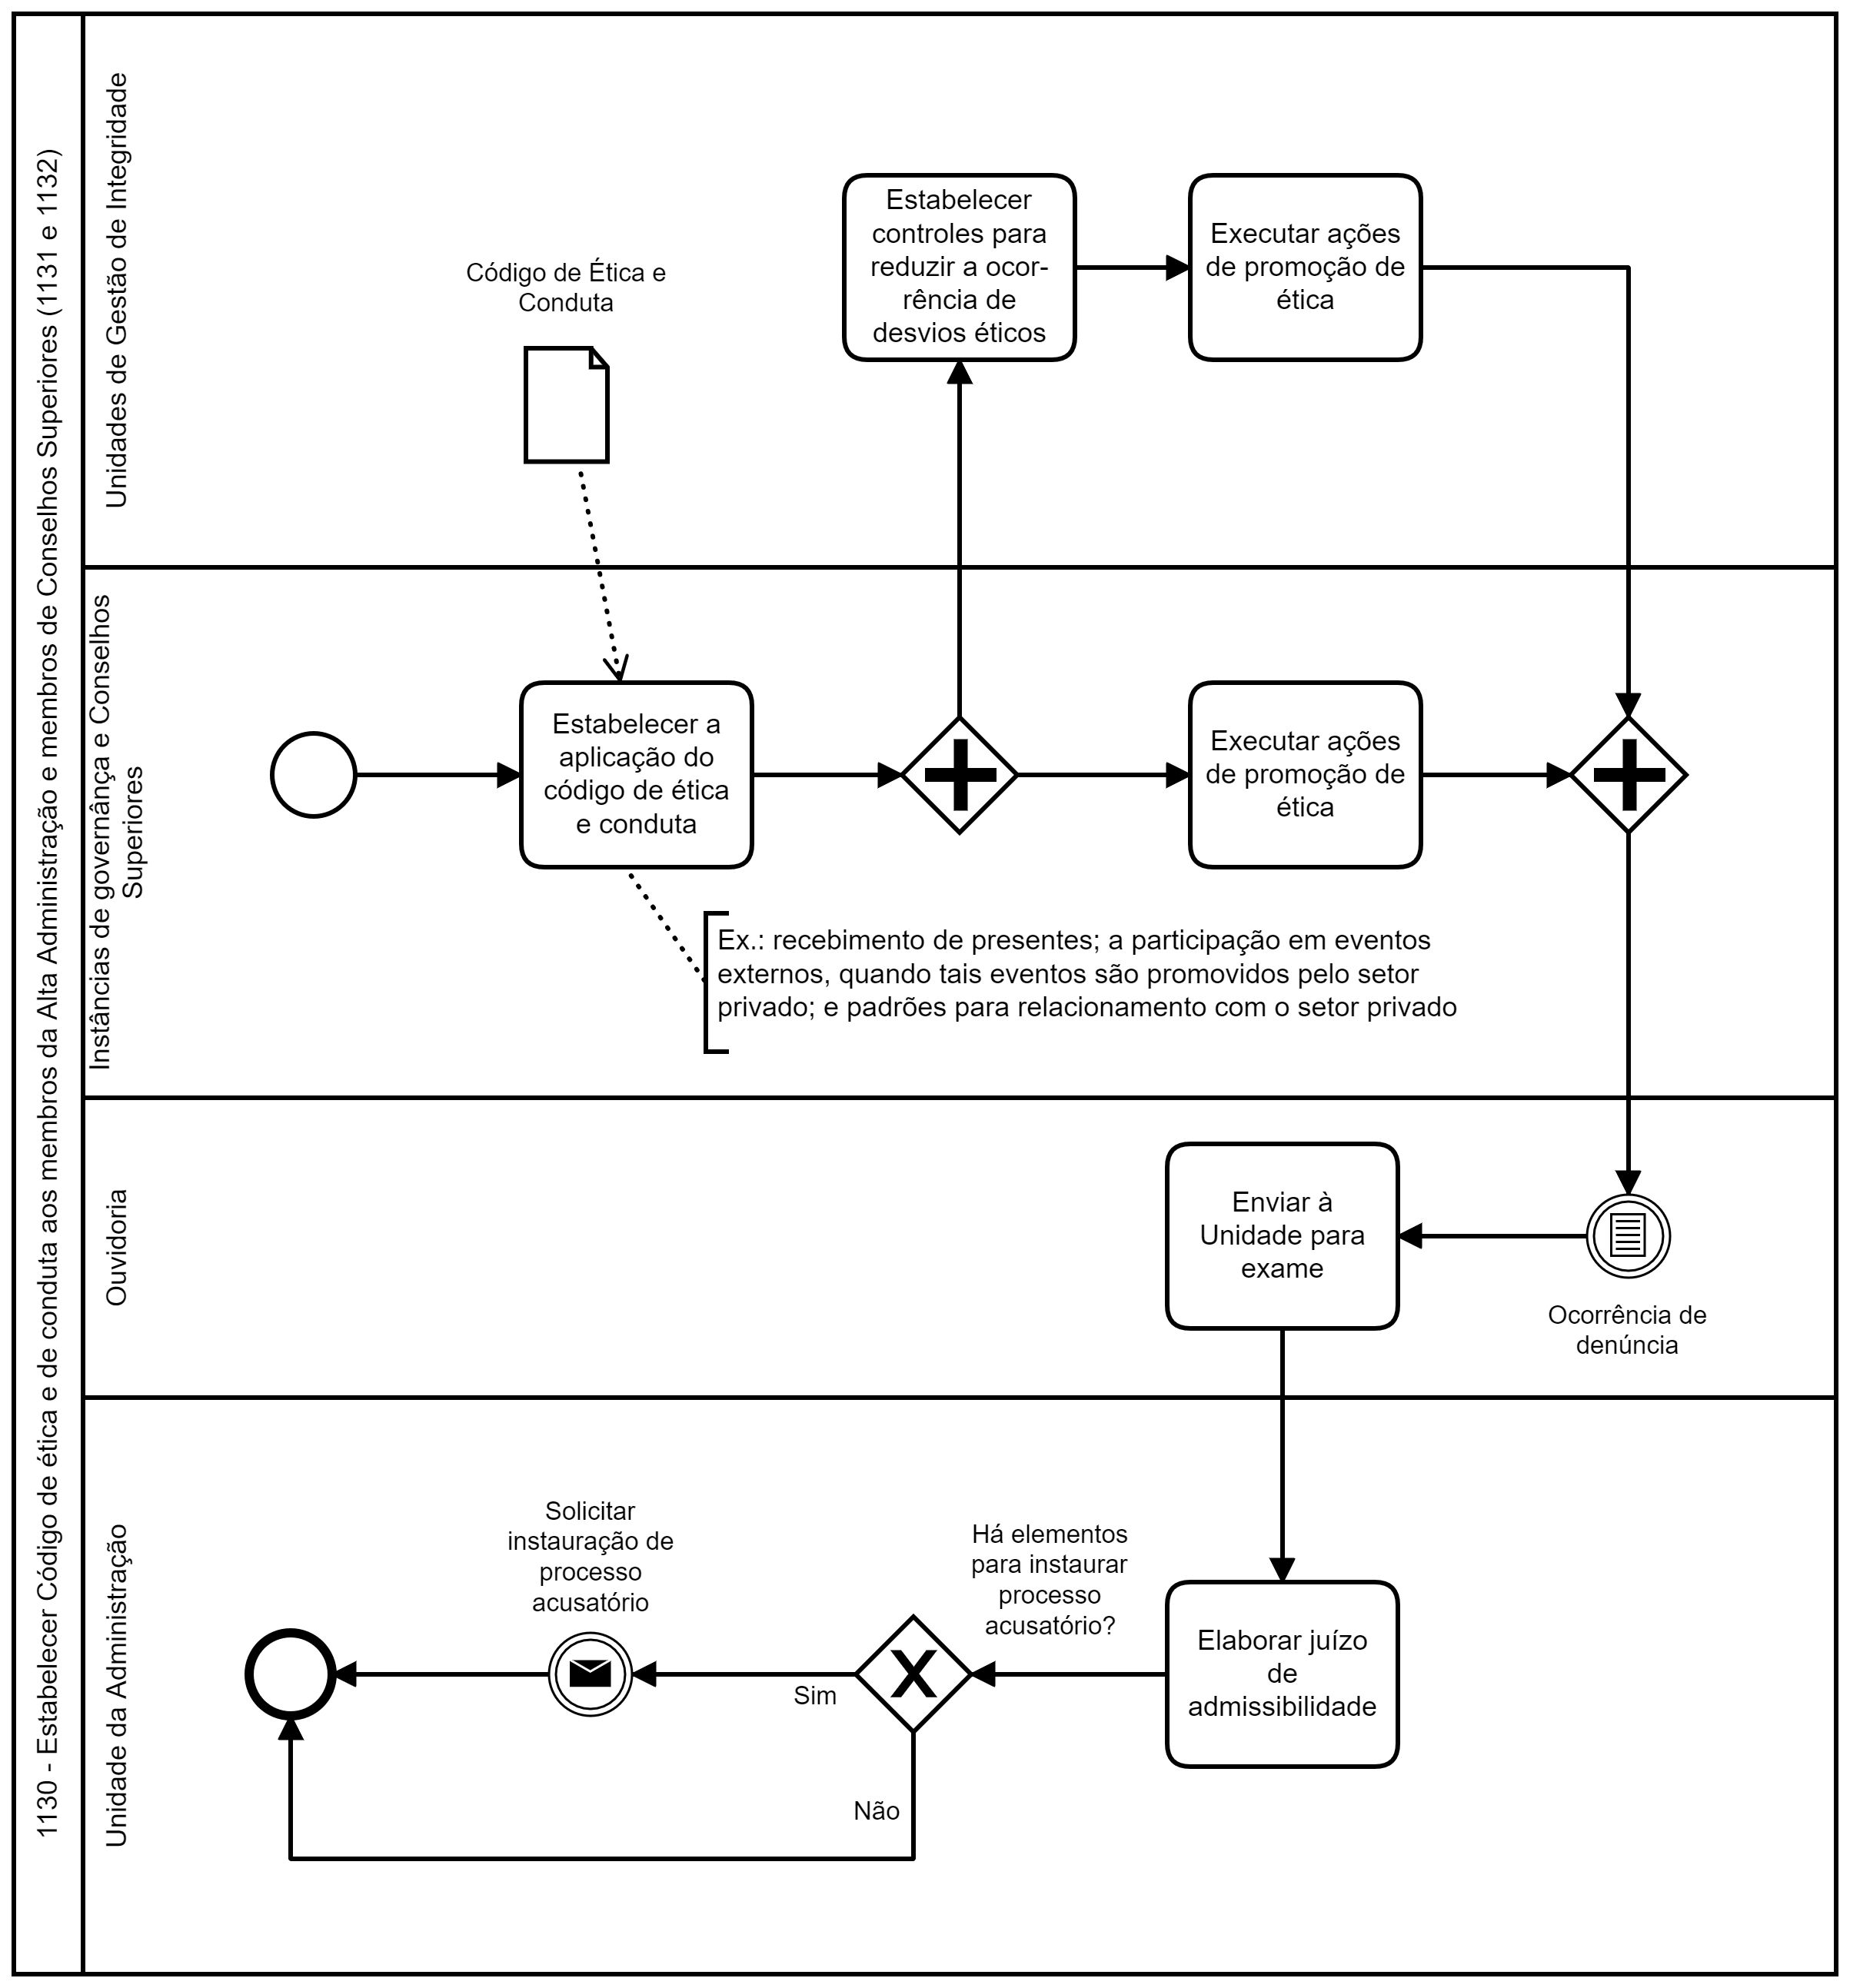 1130 - Estabelecer Código de ética e de conduta aos membros da Alta Administração e membros de Conselhos Superiores (1131 e 1132)
Unidades de Gestão de Integridade
Código de Ética e
Conduta
Estabelecer
controles para
reduzir a ocor-
rência de
desvios éticos
Executar ações
de promoção de
ética
Instâncias de governânça e Conselhos
Superiores
Estabelecer a
aplicação do
código de ética
e conduta
Executar ações
de promoção de
ética
Ex.: recebimento de presentes; a participação em eventos
externos, quando tais eventos são promovidos pelo setor
privado; e padrões para relacionamento com o setor privado
Ouvidoria
Enviar à
Unidade para
exame
Ocorrência de
denúncia
Unidade da Administração
Solicitar
instauração de
processo
acusatório
Há elementos
para instaurar
processo
acusatório?
Elaborar juízo
de
admissibilidade
X
Sim
Não